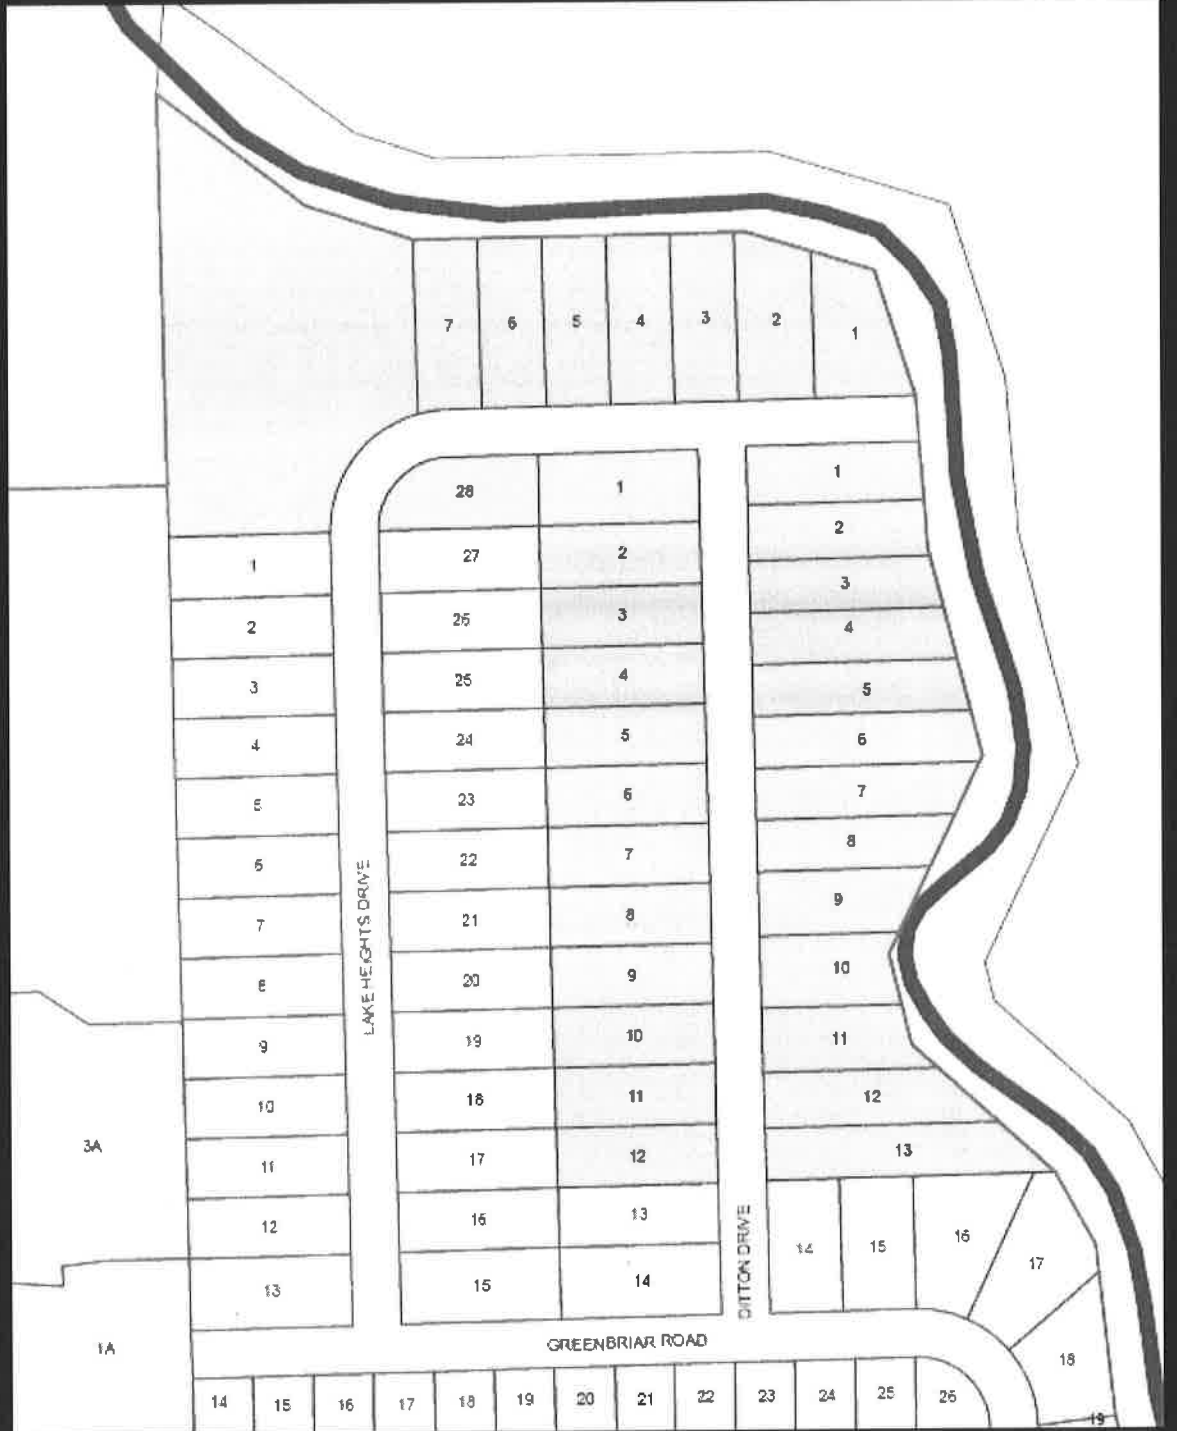 7 6 5 4 3 2 1
28 1 1
27 2 2
26 3 3
1 4
2 25 4 5
3 24 5 6
4 23 6 7
5 22 7 8
6 21 8 9
7 20 9 10
8 19 10 11
9 18 11 12
10 17 12 13
11 16 13
12 15 14
13
LAKE HEIGHTS DRIVE
DITTON DRIVE
3A
14 15 16 17 18 19
GREENBRIAR ROAD
1A
14 15 16 17 18 19 20 21 22 23 24 25 26